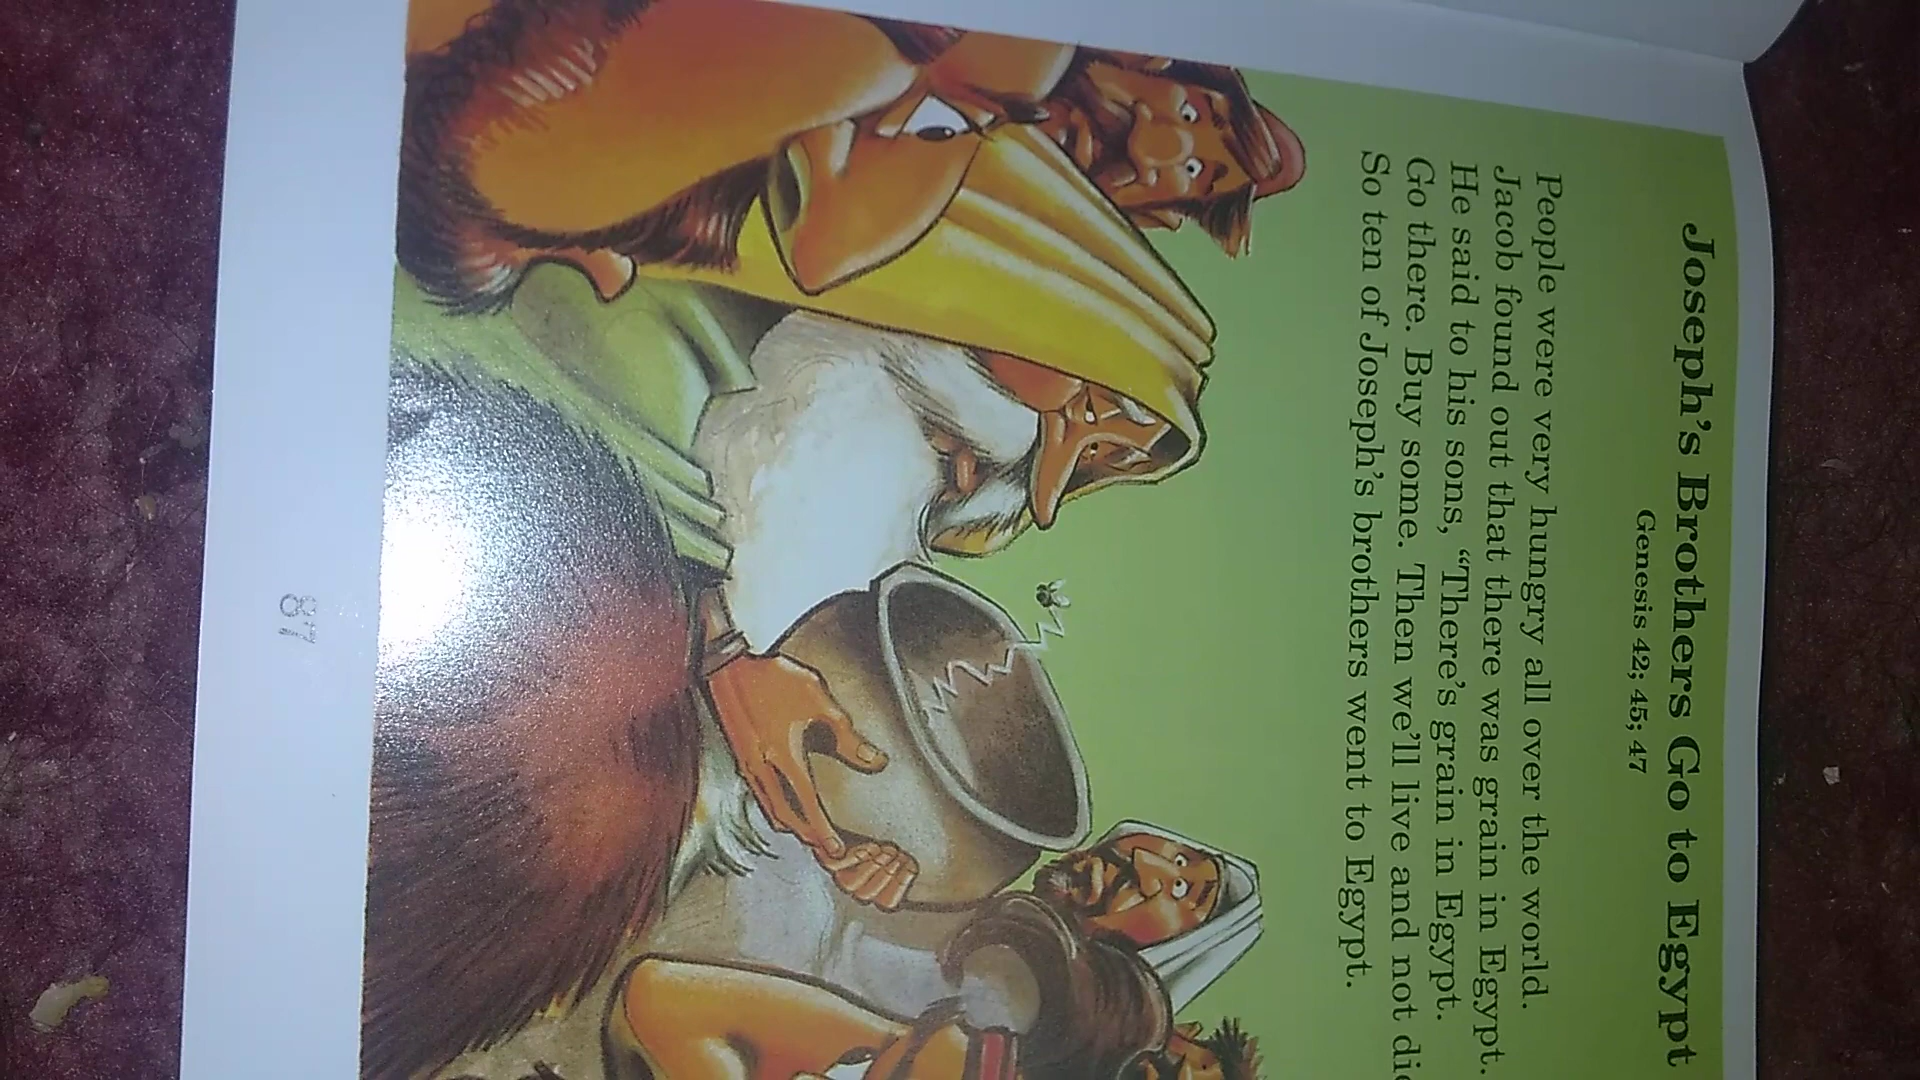 Joseph's Brothers Go to Egypt
Genesis 42; 45; 47
People were very hungry all over the world.
Jacob found out that there was grain in Egypt.
He said to his sons, “There's grain in Egypt.
Go there. Buy some. Then we'll live and not
So ten of Joseph's brothers went to Egypt.
87